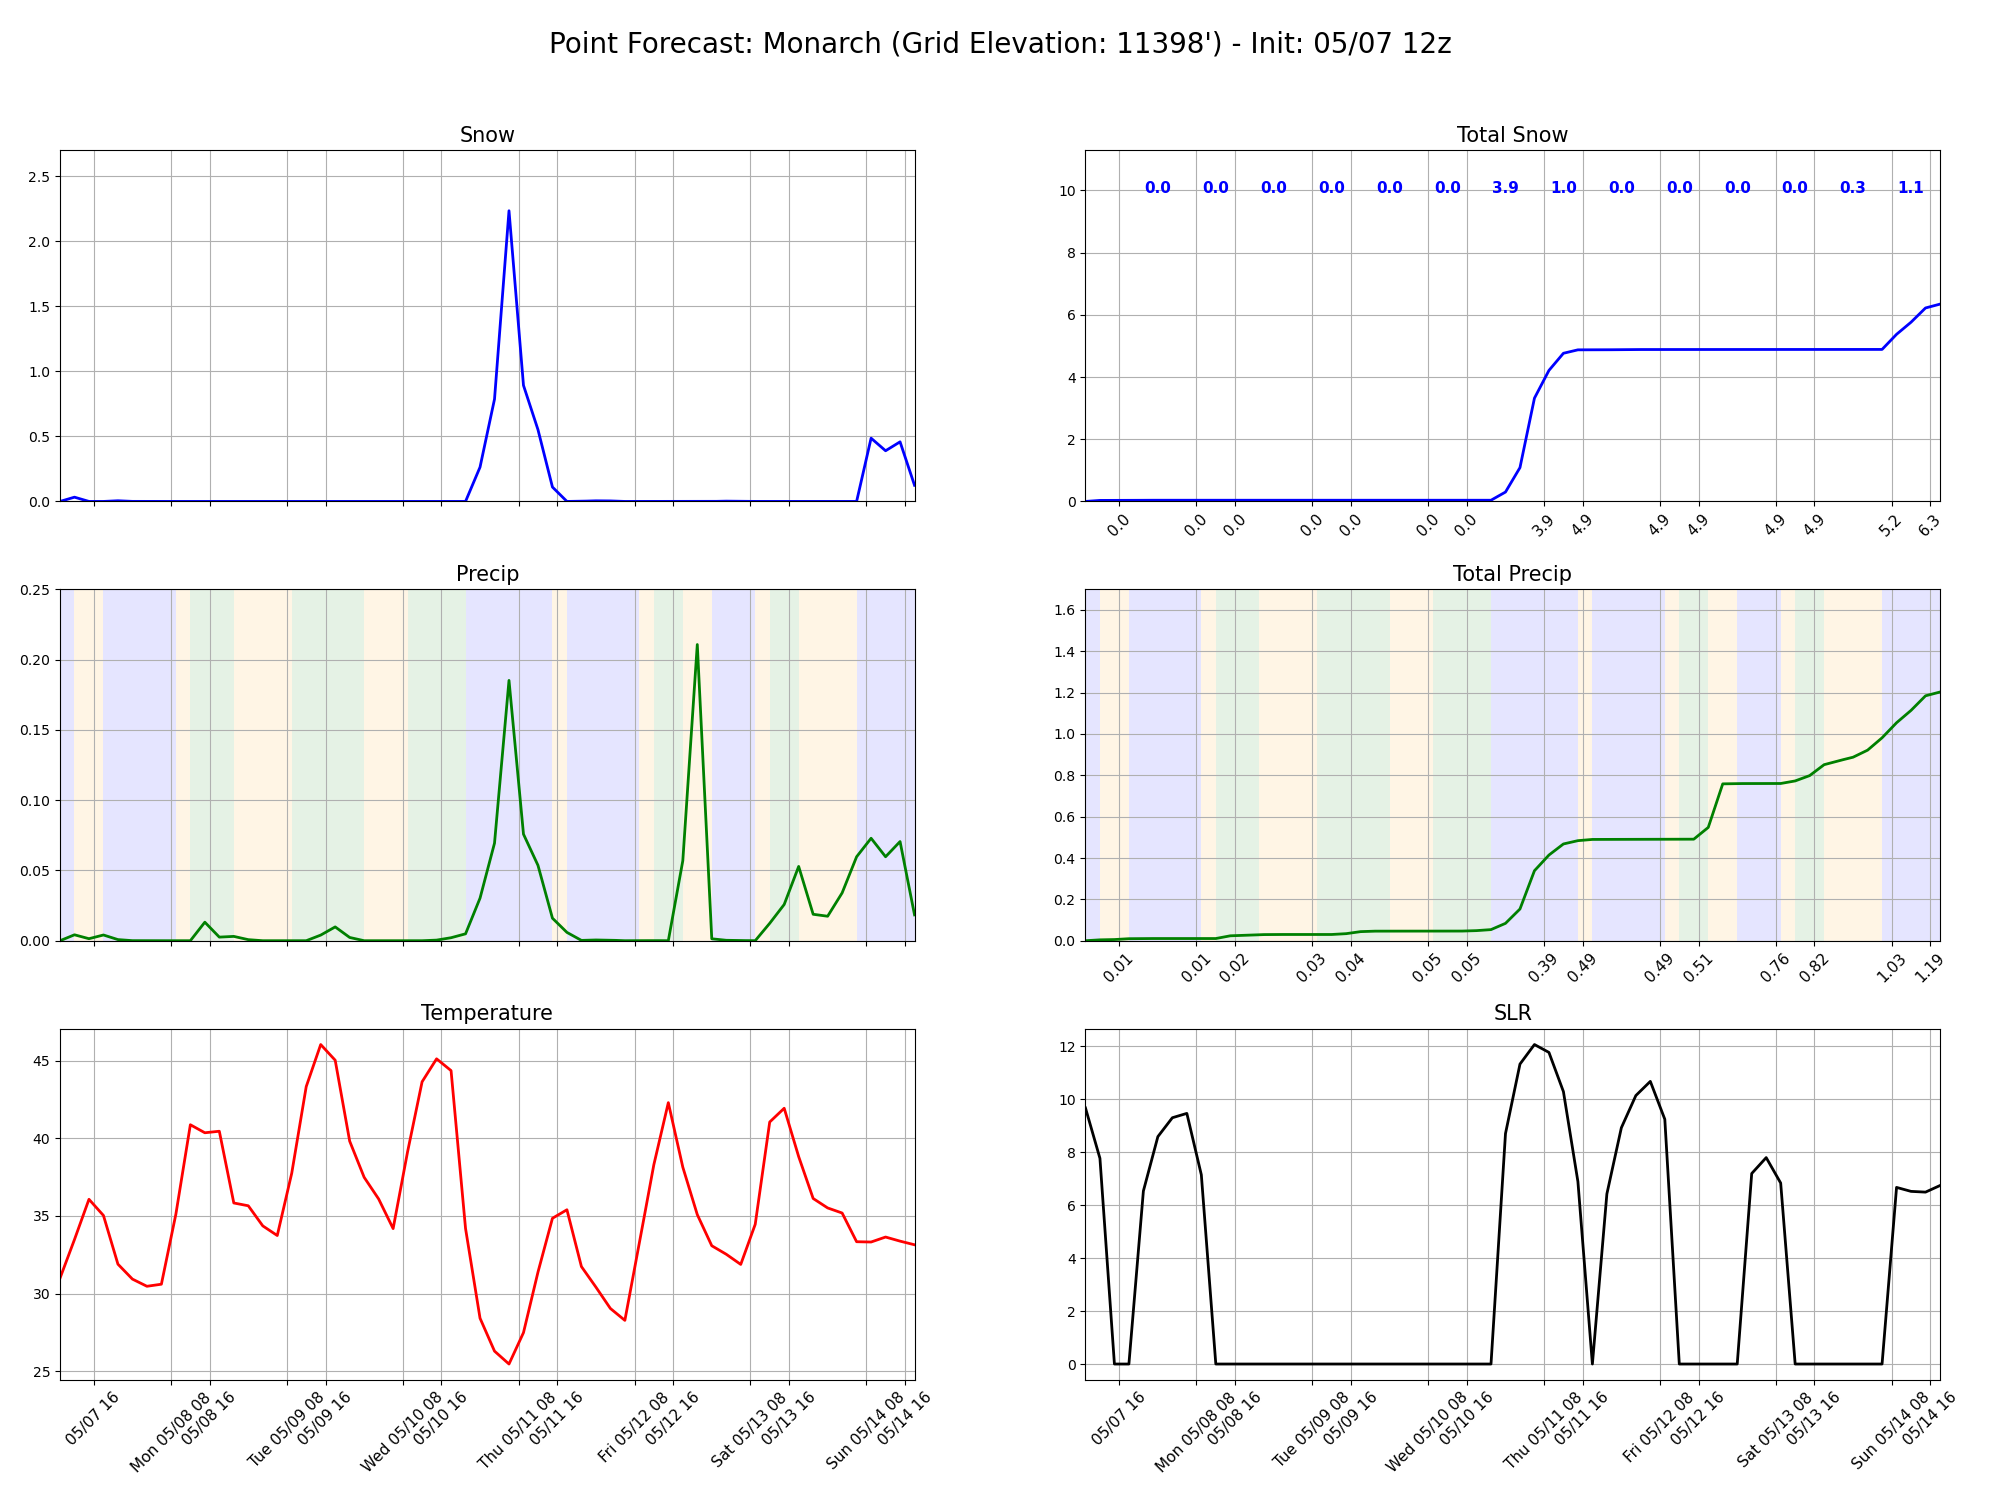 Point Forecast: Monarch (Grid Elevation: 11398') - Init: 05/07 12z
Snow
2.5
2.0
1.5
1.0
0.5
0.0
Total Snow
0.0 0.0 0.0 0.0 0.0 0.0 3.9 1.0 0.0 0.0 0.0 0.0 0.3 1.1
10
8
6
4
2
0
0.0 0.0 0.0 0.0 0.0 0.0 0.0 3.9 4.9 4.9 4.9 4.9 4.9 5.2 6.3
Precip
0.25
0.20
0.15
0.10
0.05
0.00
Total Precip
1.6
1.4
1.2
1.0
0.8
0.6
0.4
0.2
0.0
0.01 0.01 0.02 0.03 0.04 0.05 0.05 0.39 0.49 0.49 0.51 0.76 0.82 1.03 1.19
Temperature
45
40
35
30
25
05/07 16
Mon 05/08 08
05/08 16
Tue 05/09 08
05/09 16
Wed 05/10 08
05/10 16
Thu 05/11 08
05/11 16
Fri 05/12 08
05/12 16
Sat 05/13 08
05/13 16
Sun 05/14 08
05/14 16
SLR
12
10
8
6
4
2
0
05/07 16
Mon 05/08 08
05/08 16
Tue 05/09 08
05/09 16
Wed 05/10 08
05/10 16
Thu 05/11 08
05/11 16
Fri 05/12 08
05/12 16
Sat 05/13 08
05/13 16
Sun 05/14 08
05/14 16